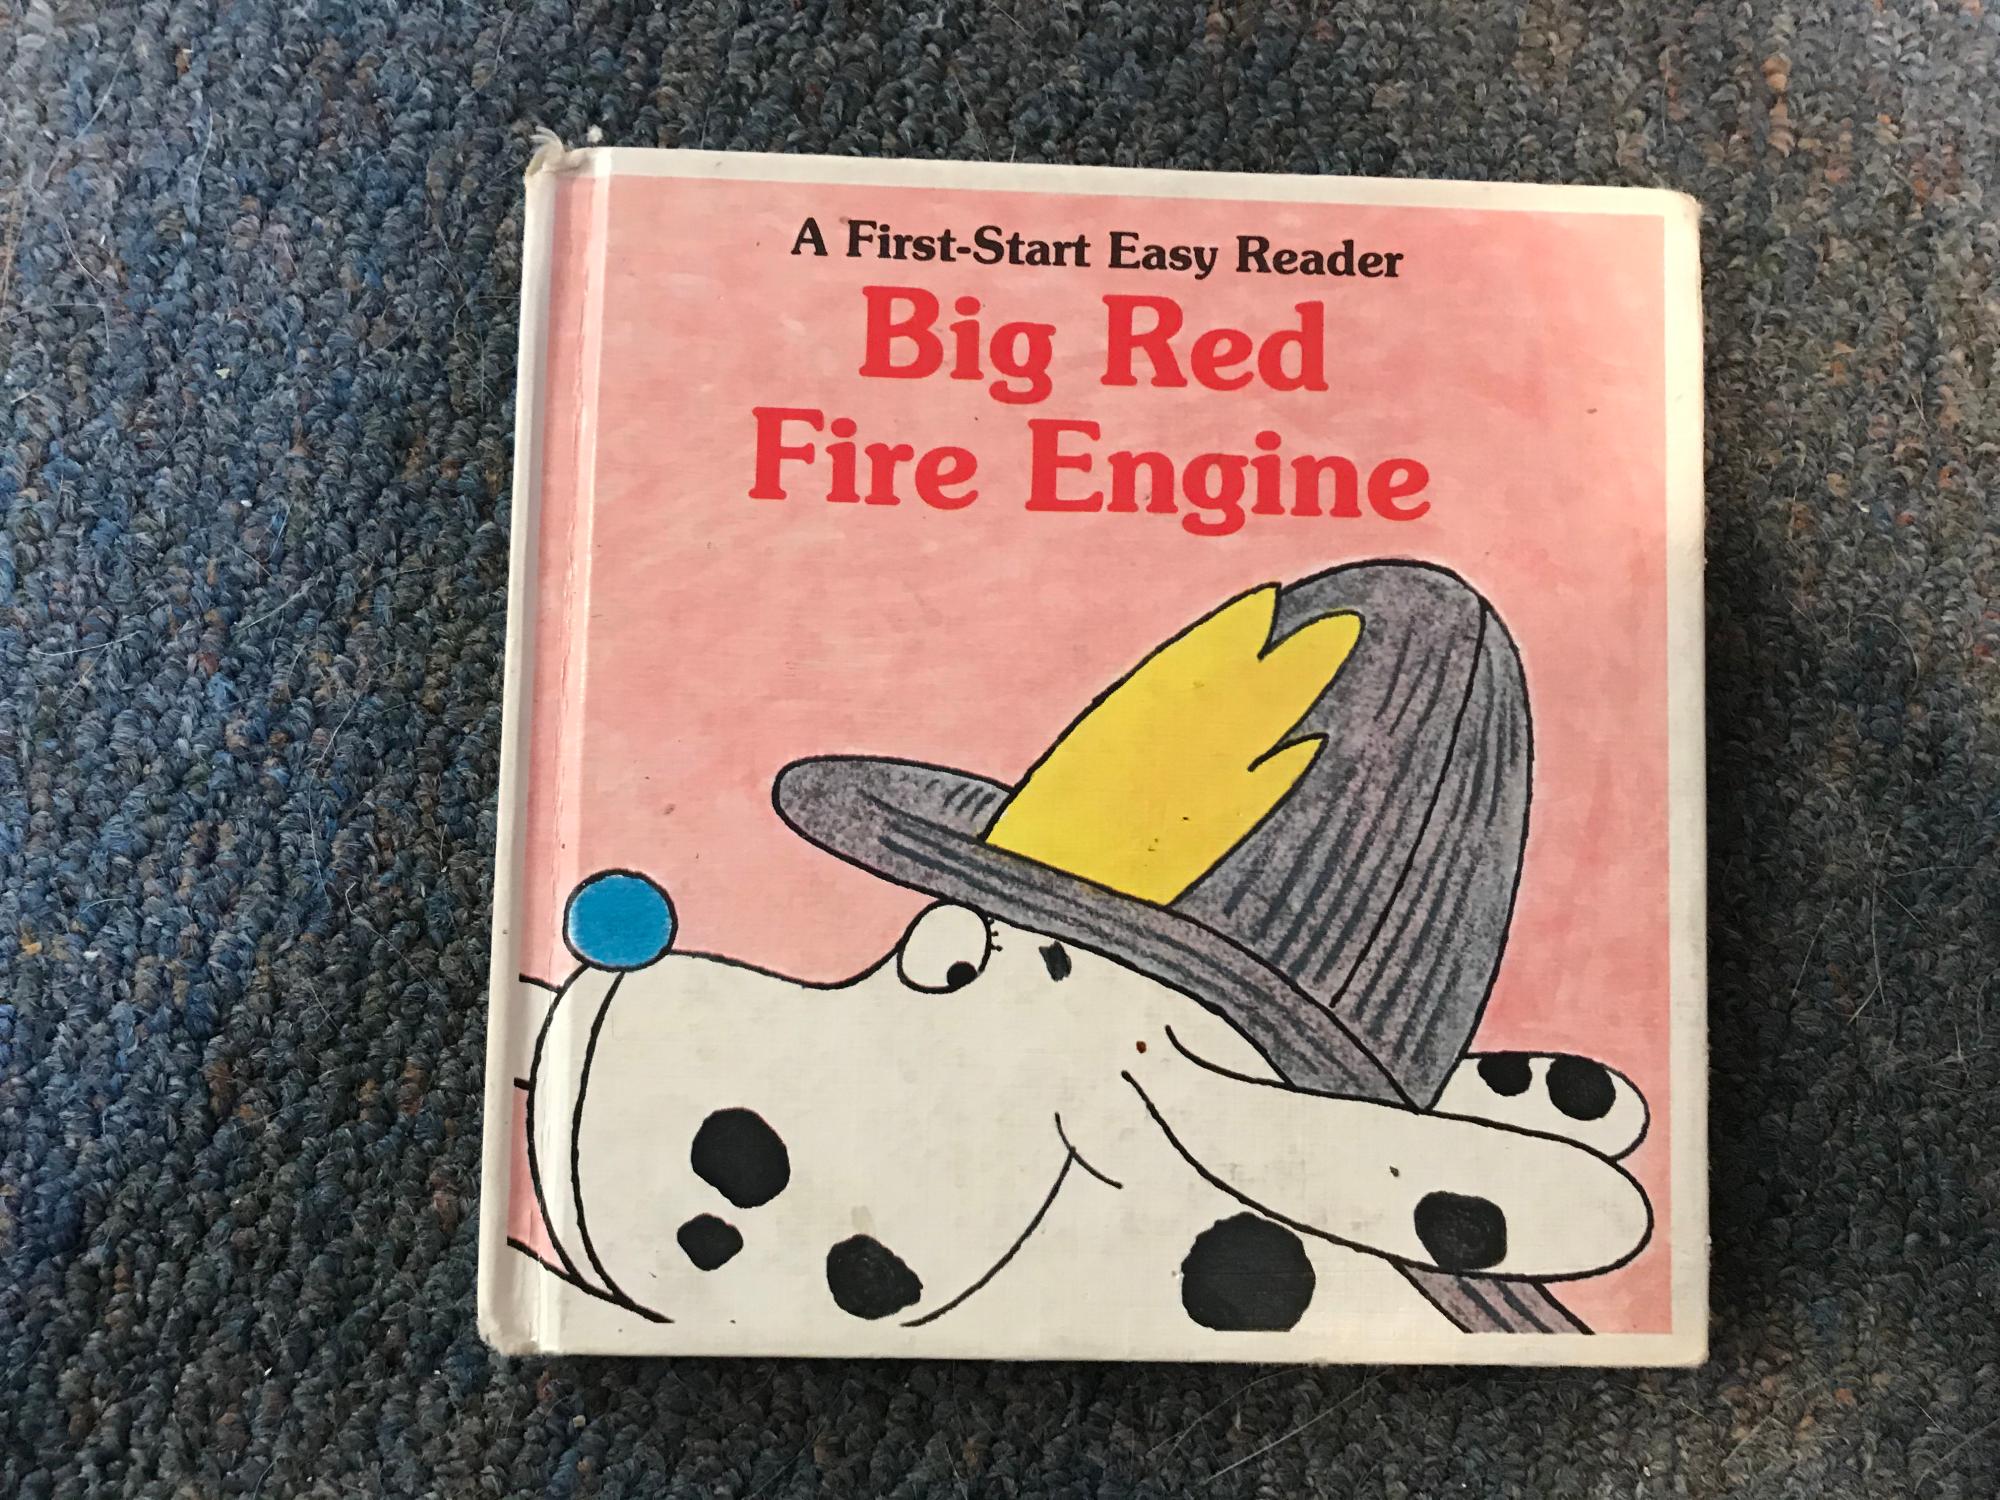 A First-Start Easy Reader
Big Red
Fire Engine